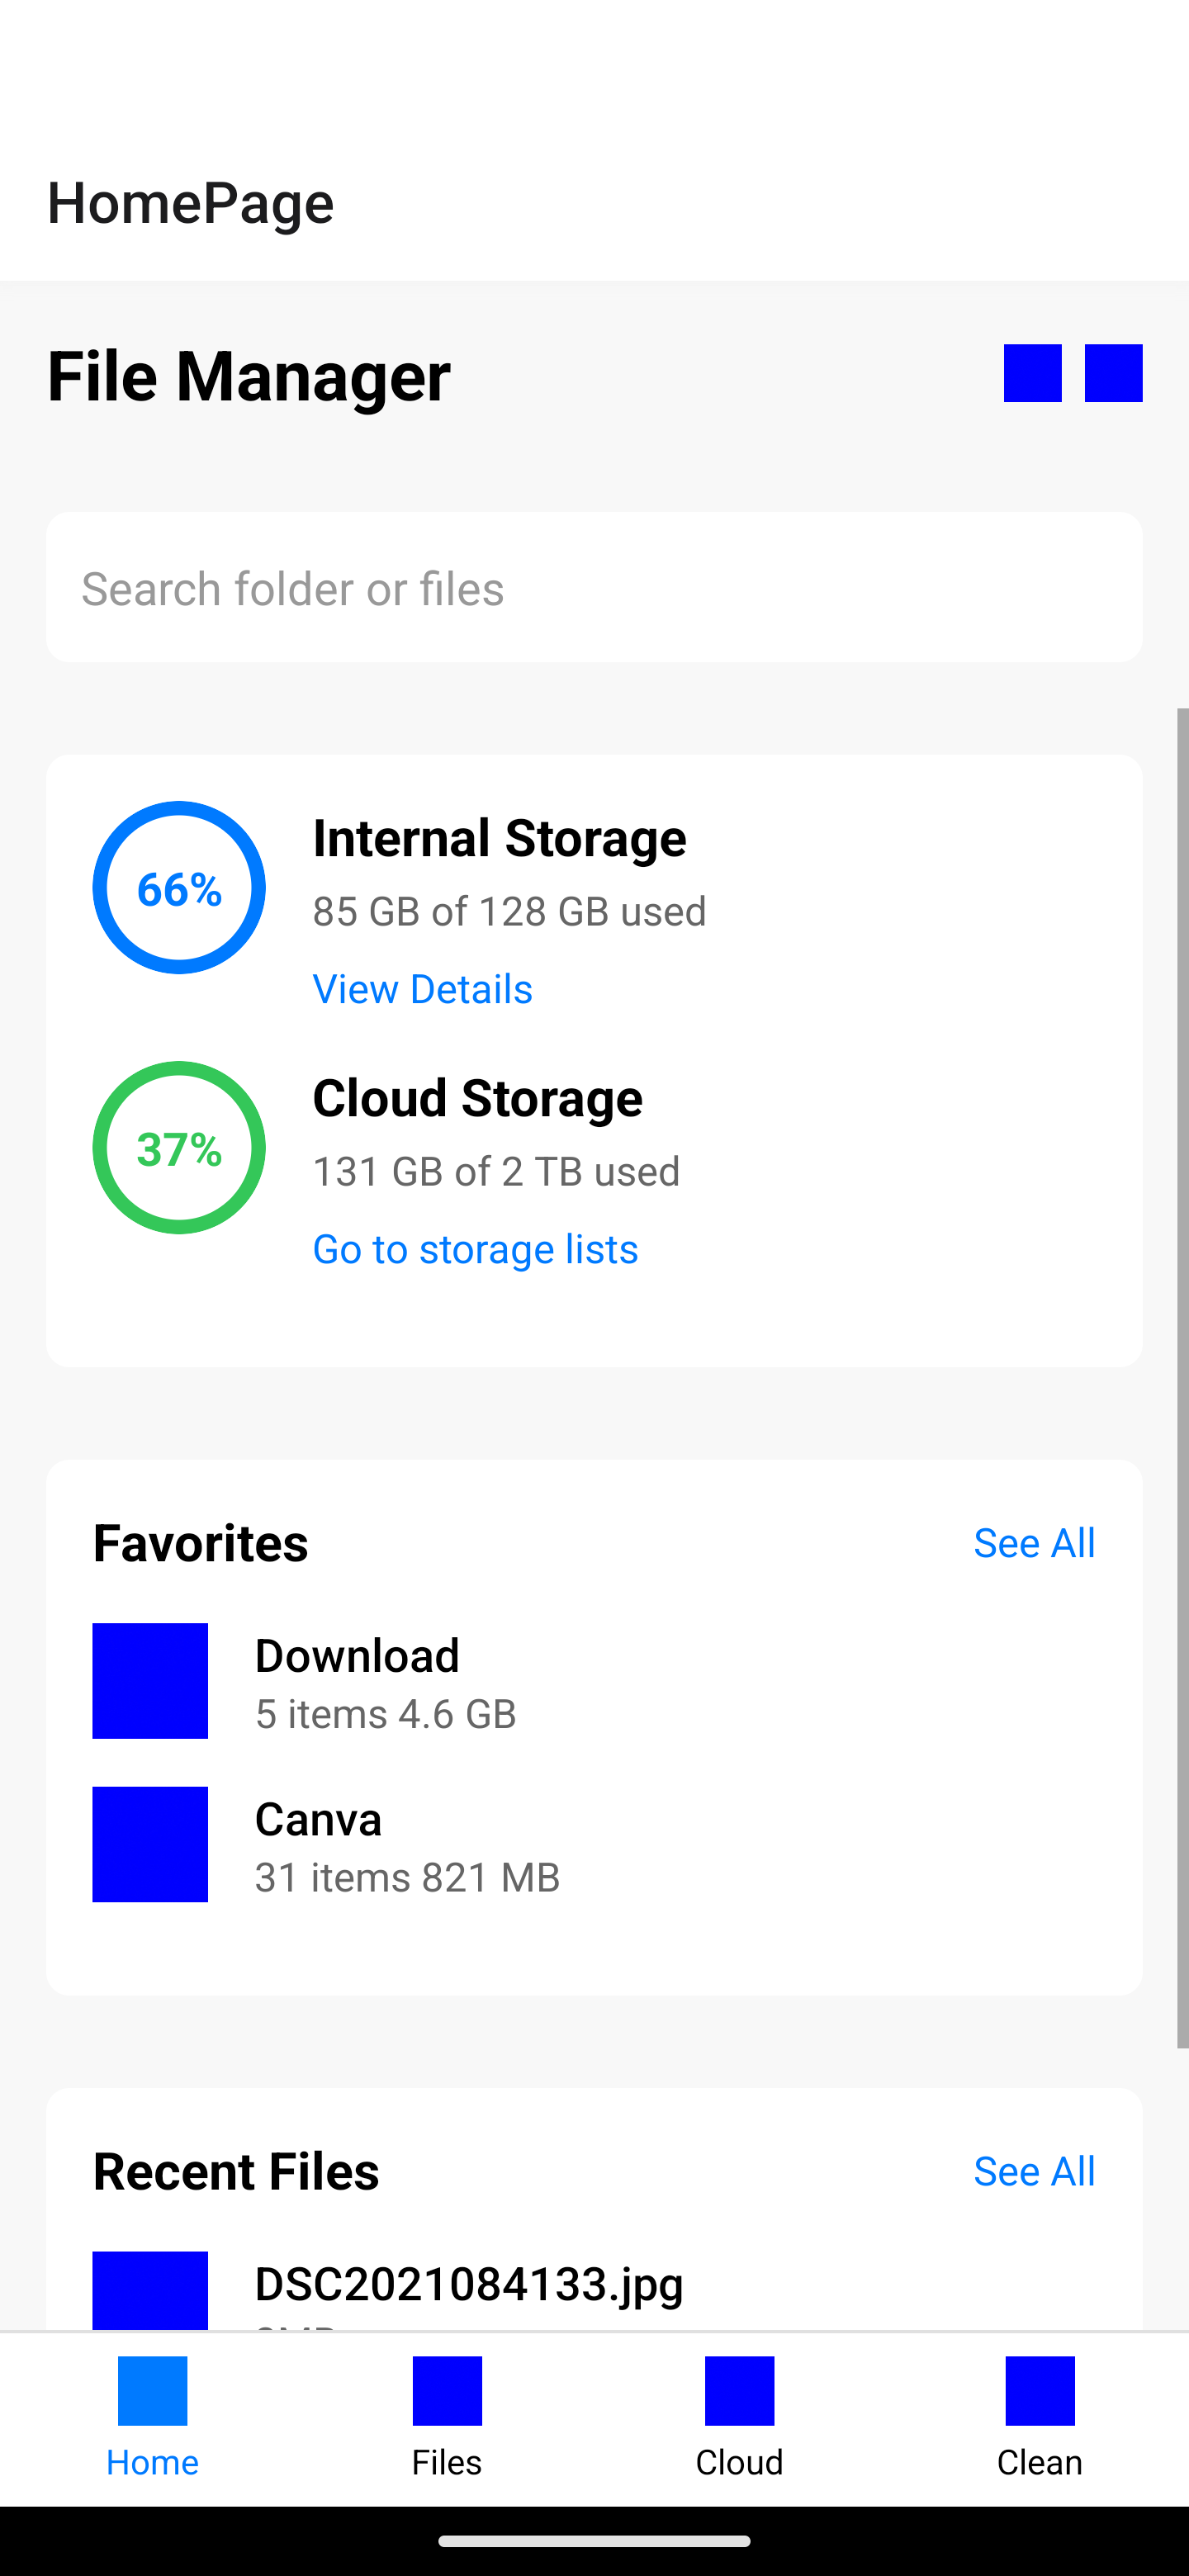 HomePage
File Manager
Search folder or files
66%
Internal Storage
85 GB of 128 GB used
View Details
37%
Cloud Storage
131 GB of 2 TB used
Go to storage lists
Favorites
See All
Download
5 items 4.6 GB
Canva
31 items 821 MB
Recent Files
See All
DSC2021084133.jpg
Home
Files
Cloud
Clean